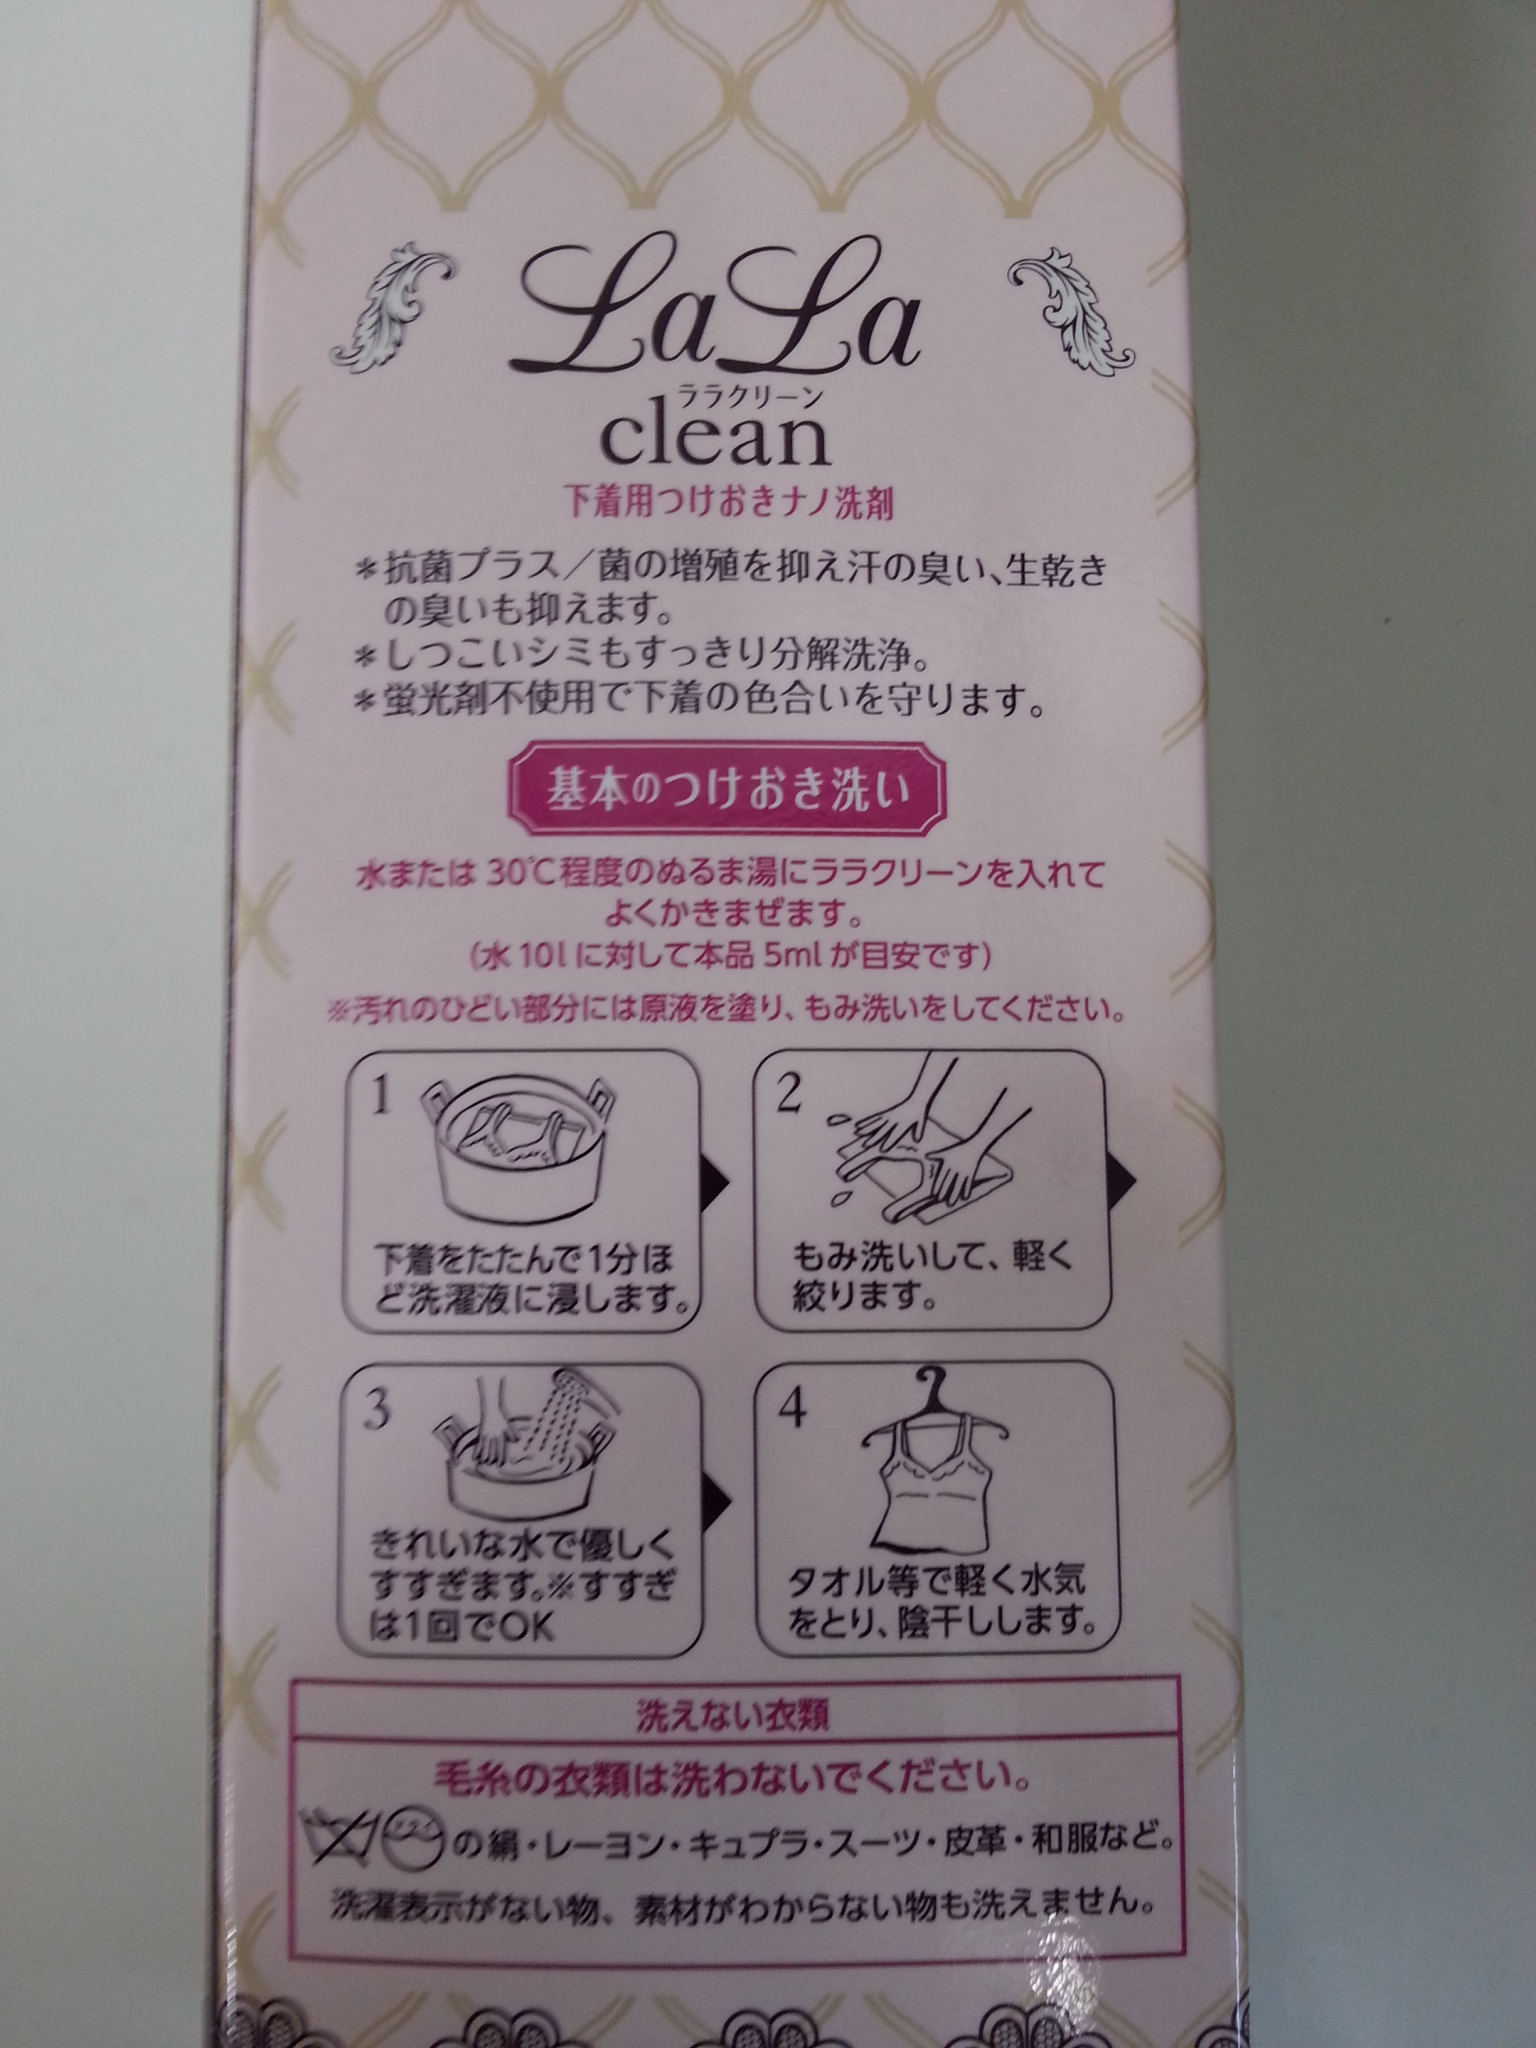 LaLa
ララクリーン
clean
下着用つけおきナノ洗剤
＊抗菌プラス／菌の増殖を抑え汗の臭い、生乾き
の臭いも抑えます。
＊しつこいシミもすっきり分解洗浄。
＊蛍光剤不使用で下着の色合いを守ります。
基本のつけおき洗い
水または30℃程度のぬるま湯にララクリーンを入れて
よくかきまぜます。
（水10lに対して本品5mlが目安です）
※汚れのひどい部分には原液を塗り、もみ洗いをしてください。
1
下着をたたんで1分ほ
ど洗濯液に浸します。
2
もみ洗いして、軽く
絞ります。
3
きれいな水で優しく
すすぎます。※すすぎ
は1回でOK
4
タオル等で軽く水気
をとり、陰干しします。
洗えない衣類
毛糸の衣類は洗わないでください。
の絹・レーヨン・キュプラ・スーツ・皮革・和服など。
洗濯表示がない物、素材がわからない物も洗えません。